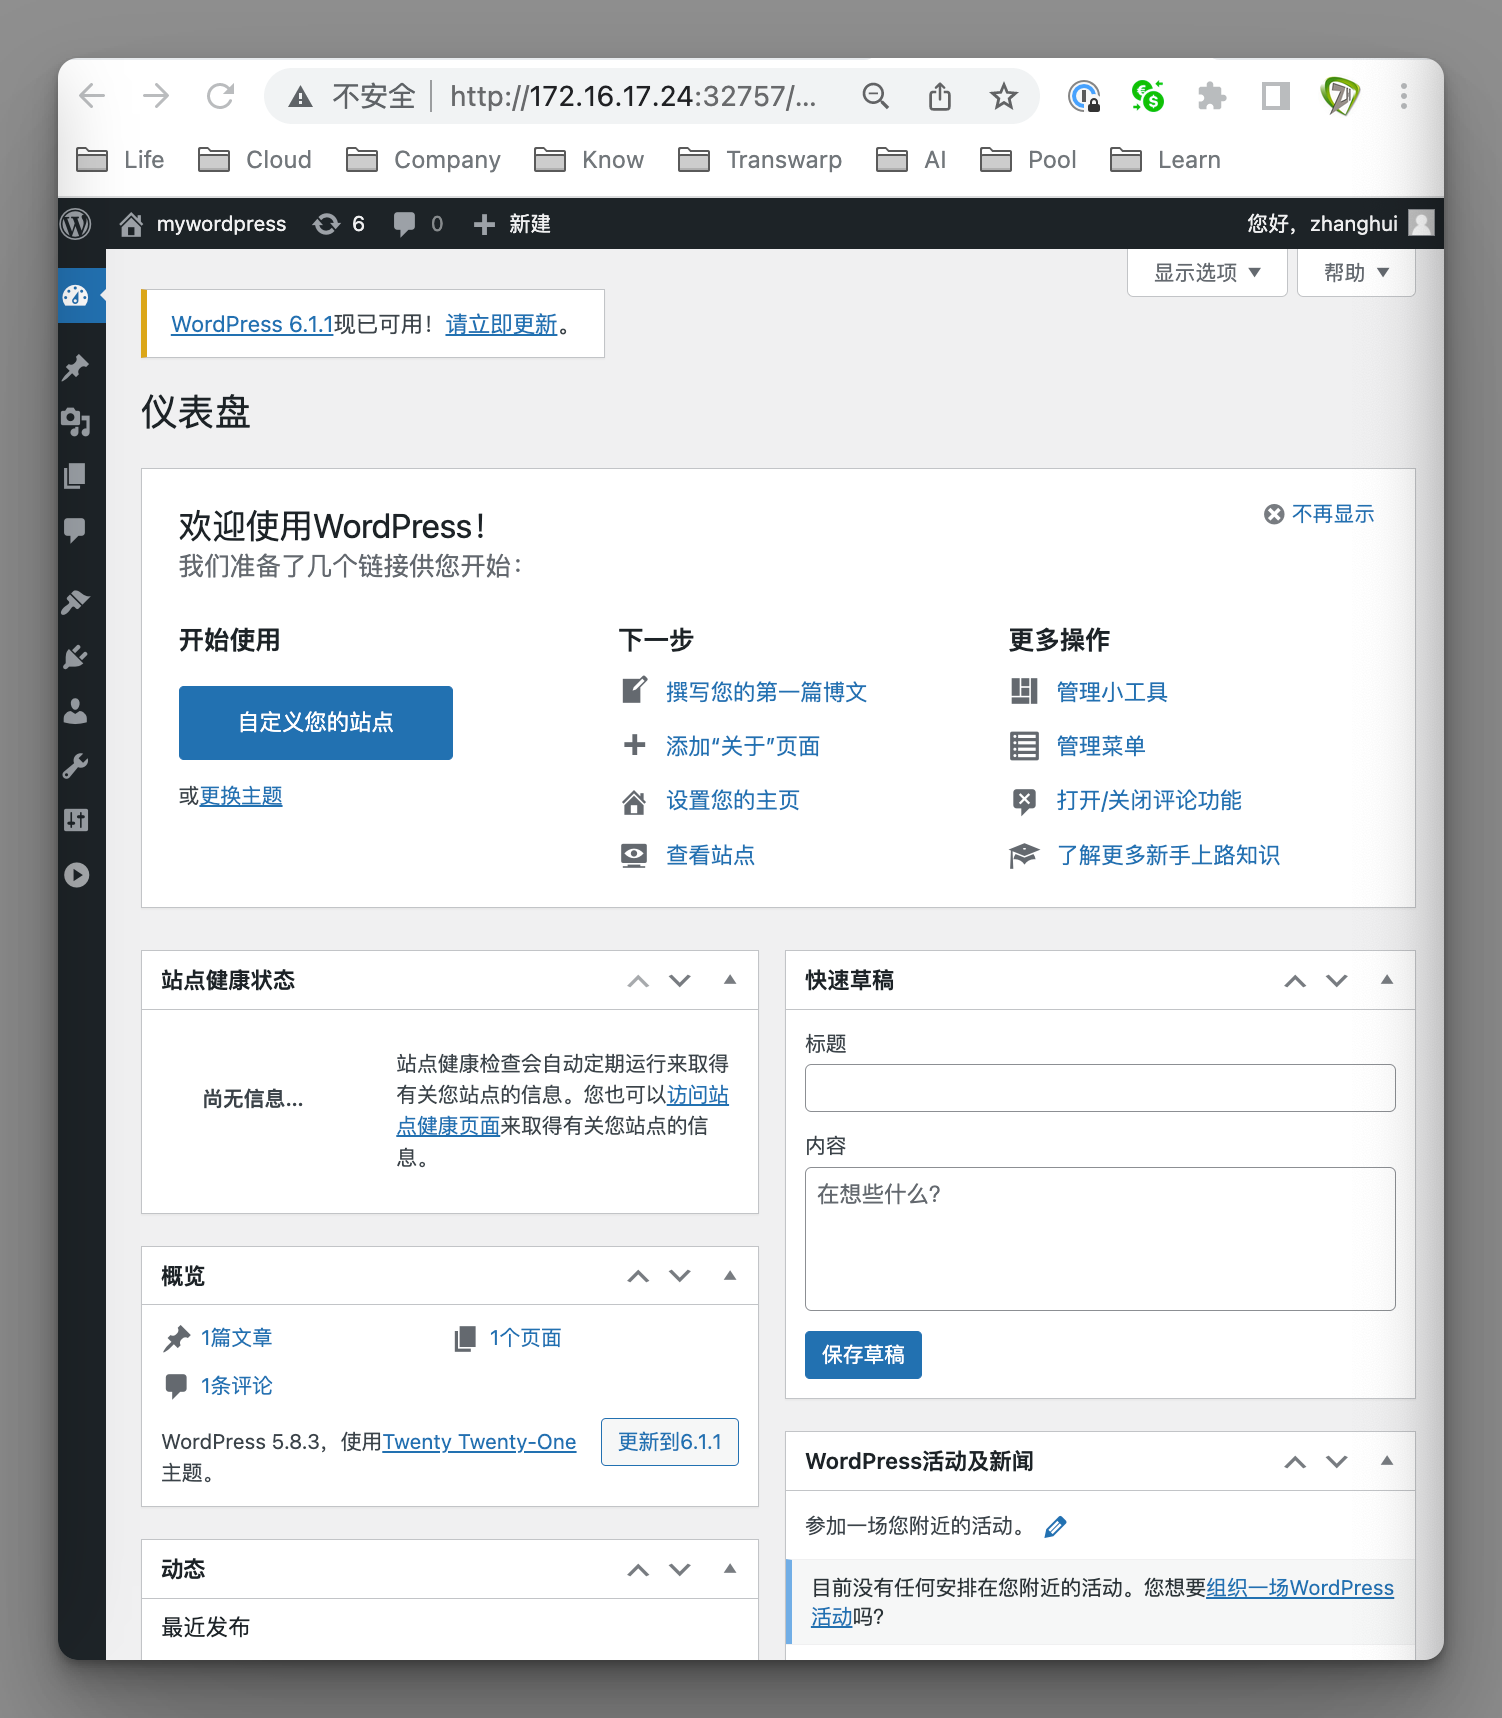 不安全 | http://172.16.17.24:32757/...
Life Cloud Company Know Transwarp AI Pool Learn
mywordpress 6 0 新建 您好，zhanghui
显示选项 帮助
WordPress 6.1.1现已可用！请立即更新。
仪表盘
欢迎使用WordPress！
不再显示
我们准备了几个链接供您开始：
开始使用
自定义您的站点
或更换主题
下一步
撰写您的第一篇博文
添加“关于”页面
设置您的主页
查看站点
更多操作
管理小工具
管理菜单
打开/关闭评论功能
了解更多新手上路知识
站点健康状态
尚无信息...
站点健康检查会自动定期运行来取得
有关您站点的信息。您也可以访问站
点健康页面来取得有关您站点的信
息。
概览
1篇文章 1个页面
1条评论
WordPress 5.8.3，使用Twenty Twenty-One
主题。
更新到6.1.1
动态
最近发布
快速草稿
标题
内容
在想些什么?
保存草稿
WordPress活动及新闻
参加一场您附近的活动。
目前没有任何安排在您附近的活动。您想要组织一场WordPress
活动吗?